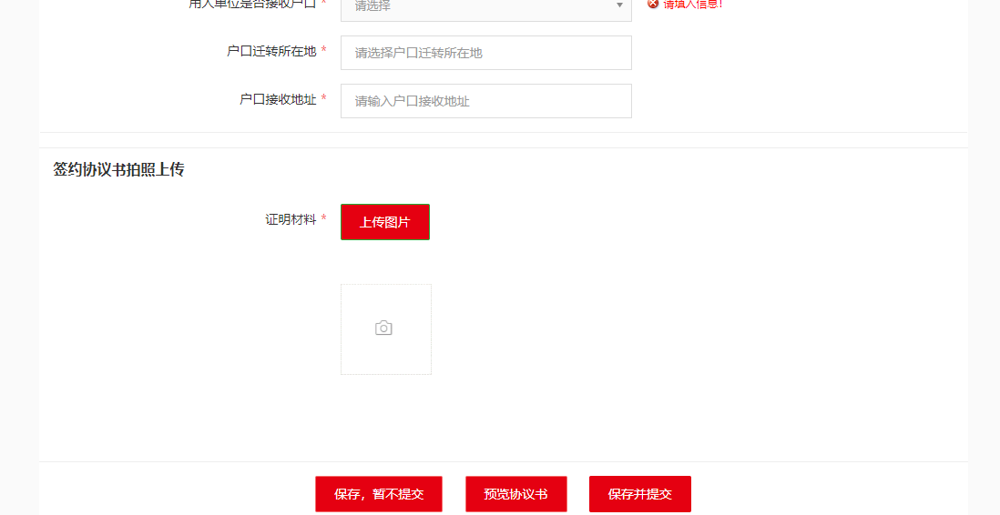 用人单位是否接收户口 *
请选择
请填入信息!
户口迁转所在地 *
请选择户口迁转所在地
户口接收地址 *
请输入户口接收地址
签约协议书拍照上传
证明材料 *
上传图片
保存，暂不提交
预览协议书
保存并提交